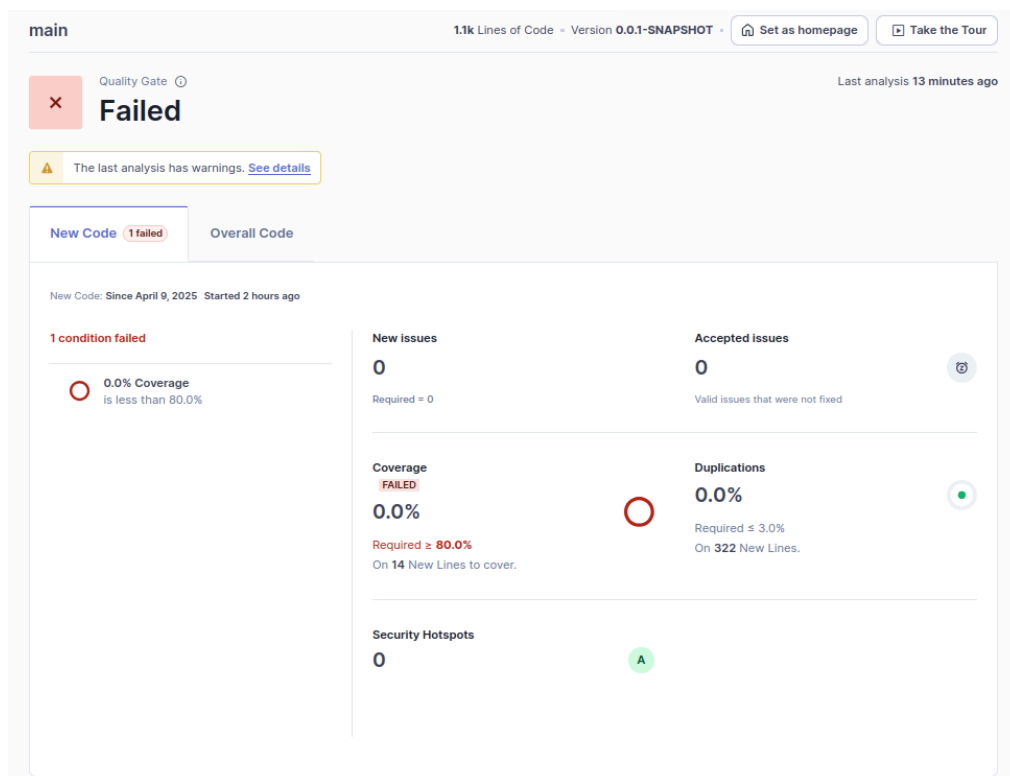 main
1.1k Lines of Code • Version 0.0.1-SNAPSHOT •
Set as homepage
Take the Tour
Quality Gate
Last analysis 13 minutes ago
Failed
The last analysis has warnings. See details
New Code 1 failed
Overall Code
New Code: Since April 9, 2025 Started 2 hours ago
1 condition failed
0.0% Coverage
is less than 80.0%
New issues
0
Required = 0
Accepted issues
0
Valid issues that were not fixed
Coverage
FAILED
0.0%
Required ≥ 80.0%
On 14 New Lines to cover.
Duplications
0.0%
Required ≤ 3.0%
On 322 New Lines.
Security Hotspots
0
A